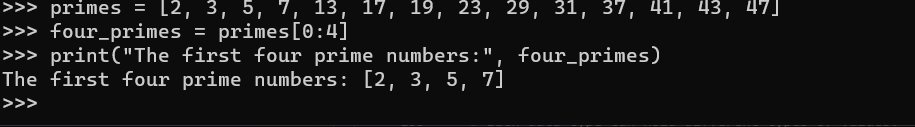 >>> primes = [2, 3, 5, 7, 13, 17, 19, 23, 29, 31, 37, 41, 43, 47]
>>> four_primes = primes[0:4]
>>> print("The first four prime numbers:", four_primes)
The first four prime numbers: [2, 3, 5, 7]
>>>